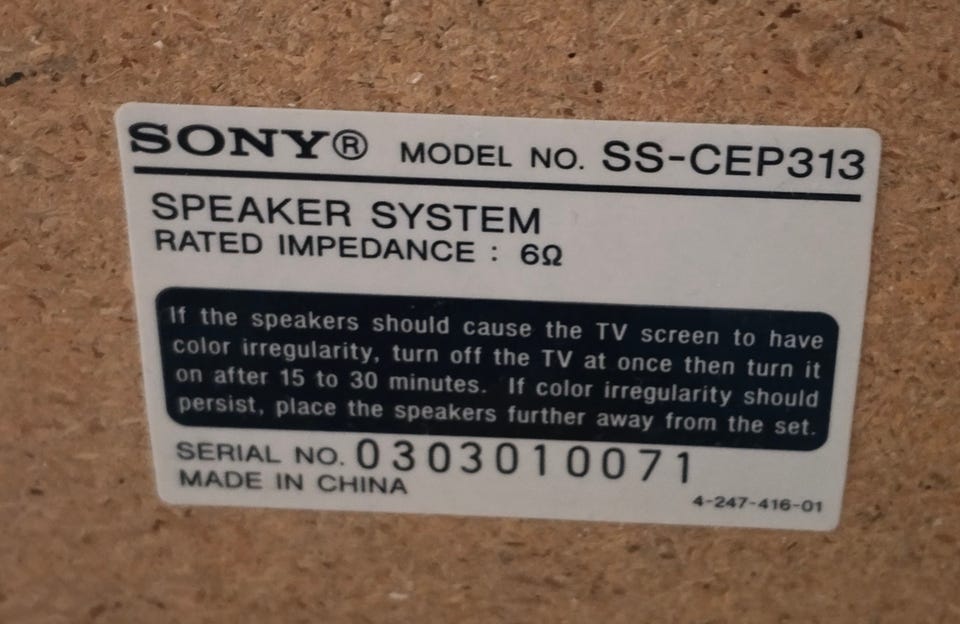 SONY® MODEL NO. SS-CEP313
SPEAKER SYSTEM
RATED IMPEDANCE : 6Ω
If the speakers should cause the TV screen to have
color irregularity, turn off the TV at once then turn it
on after 15 to 30 minutes. If color irregularity should
persist, place the speakers further away from the set.
SERIAL NO. 0303010071
MADE IN CHINA
4-247-416-01